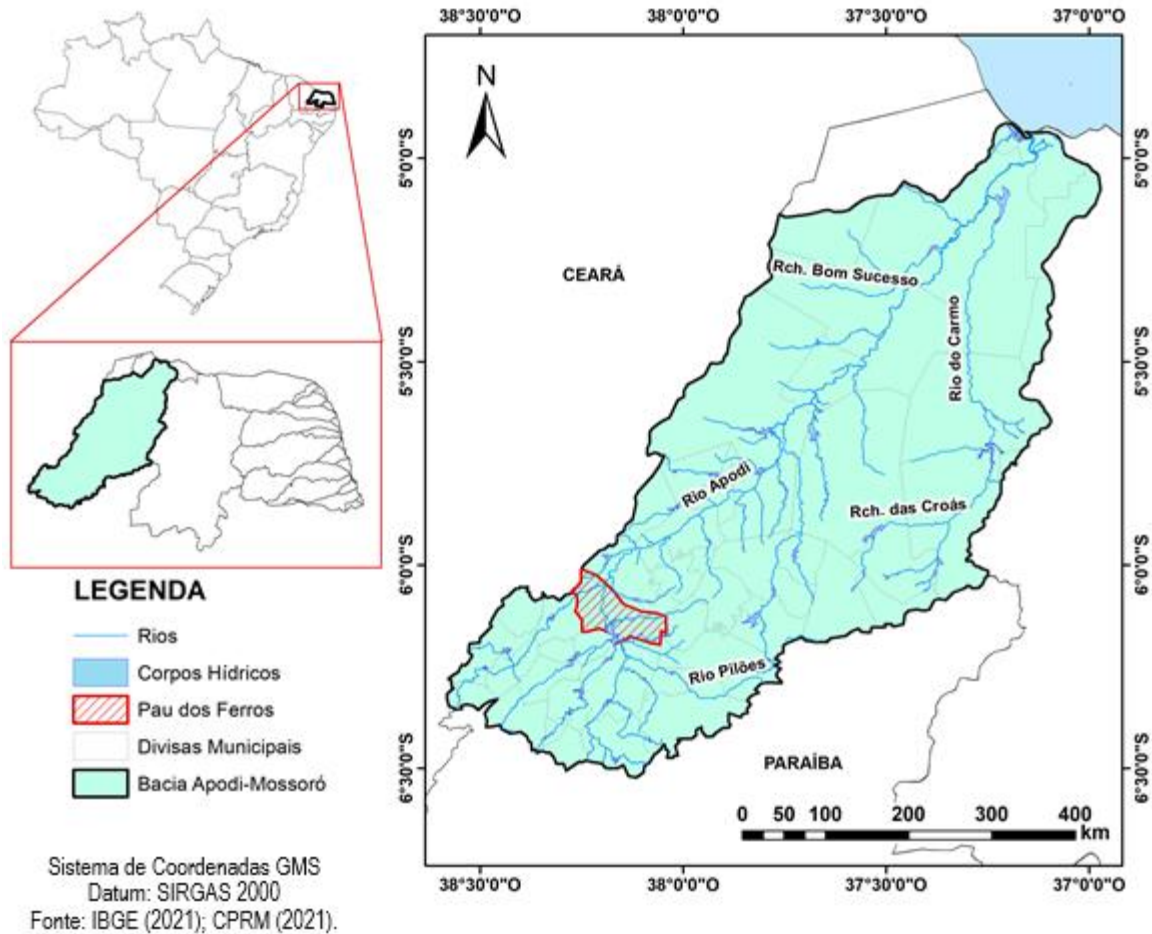 38°30'0"O 38°0'0"O 37°30'0"O 37°0'0"O
N
5°0'0"S 5°0'0"S
CEARÁ
Rch. Bom Sucesso
Rio do Carmo
5°30'0"S 5°30'0"S
Rio Apodi
Rch. das Croás
6°0'0"S 6°0'0"S
Rio Pilões
PARAÍBA
6°30'0"S 6°30'0"S
0 50 100 200 300 400
km
38°30'0"O 38°0'0"O 37°30'0"O 37°0'0"O
LEGENDA
Rios
Corpos Hídricos
Pau dos Ferros
Divisas Municipais
Bacia Apodi-Mossoró
Sistema de Coordenadas GMS
Datum: SIRGAS 2000
Fonte: IBGE (2021); CPRM (2021).